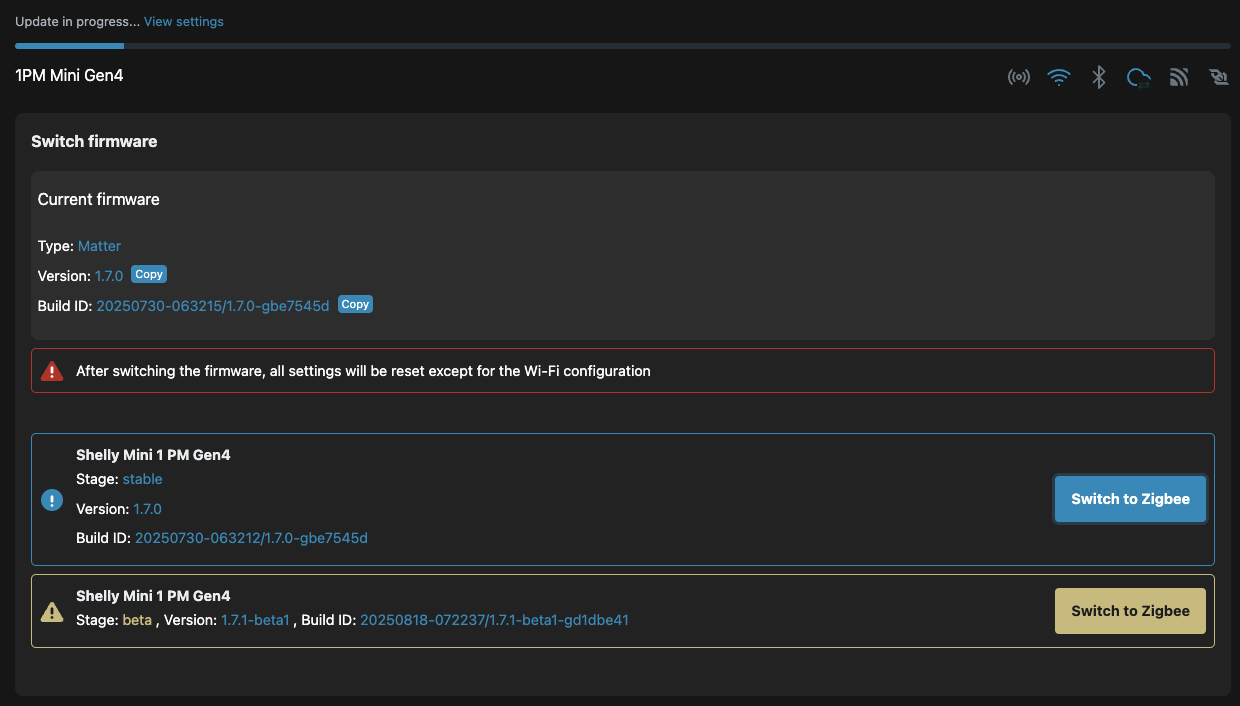 Update in progress... View settings
1PM Mini Gen4
Switch firmware
Current firmware
Type: Matter
Version: 1.7.0 Copy
Build ID: 20250730-063215/1.7.0-gbe7545d Copy
After switching the firmware, all settings will be reset except for the Wi-Fi configuration
Shelly Mini 1 PM Gen4
Stage: stable
Version: 1.7.0
Build ID: 20250730-063212/1.7.0-gbe7545d
Switch to Zigbee
Shelly Mini 1 PM Gen4
Stage: beta , Version: 1.7.1-beta1 , Build ID: 20250818-072237/1.7.1-beta1-gd1dbe41
Switch to Zigbee